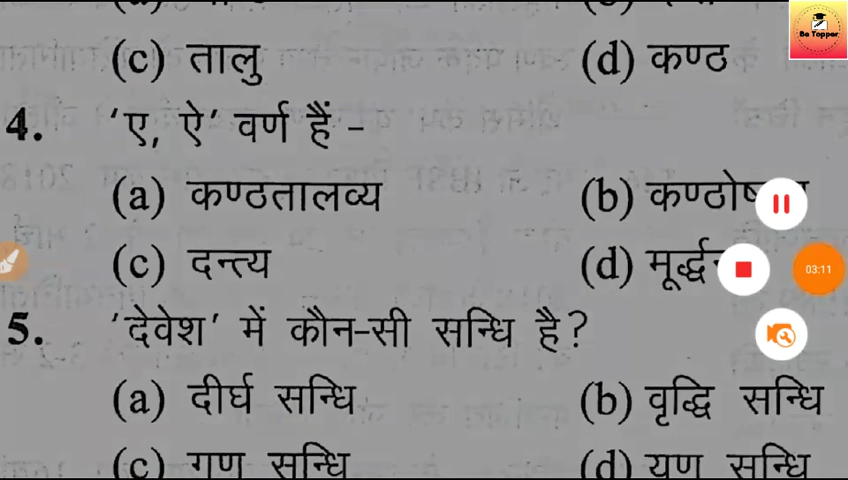 Be Topper
(c) तालु (d) कण्ठ
4. 'ए, ऐ' वर्ण हैं -
(a) कण्ठतालव्य (b)
(c) दन्त्य (d)
03:11
5. 'देवेश' में कौन-सी सन्धि है?
(a) दीर्घ सन्धि (b) वृद्धि सन्धि
(c) गुण सन्धि (d) यण सन्धि